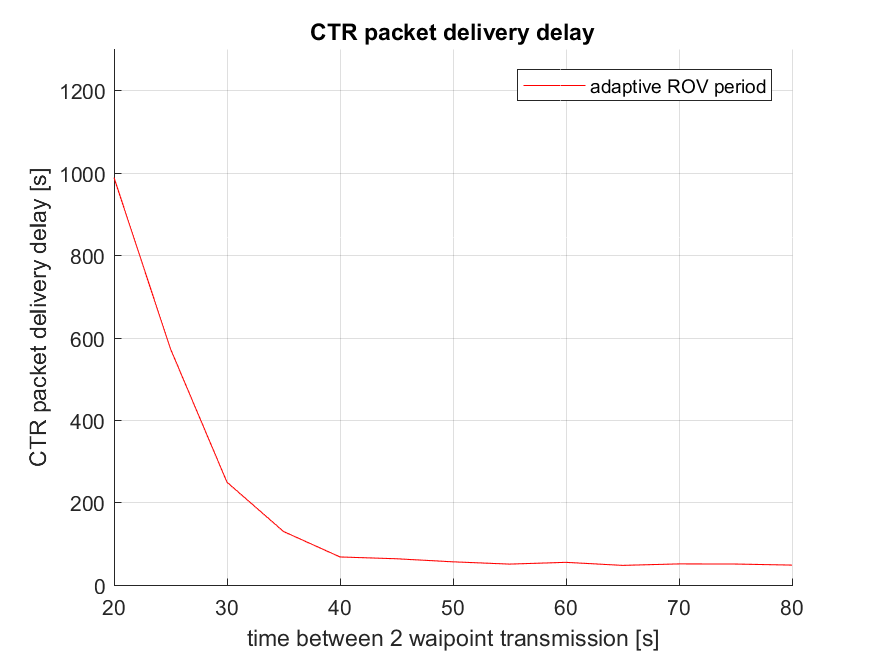 CTR packet delivery delay
adaptive ROV period
CTR packet delivery delay [s]
1200
1000
800
600
400
200
0
20 30 40 50 60 70 80
time between 2 waipoint transmission [s]